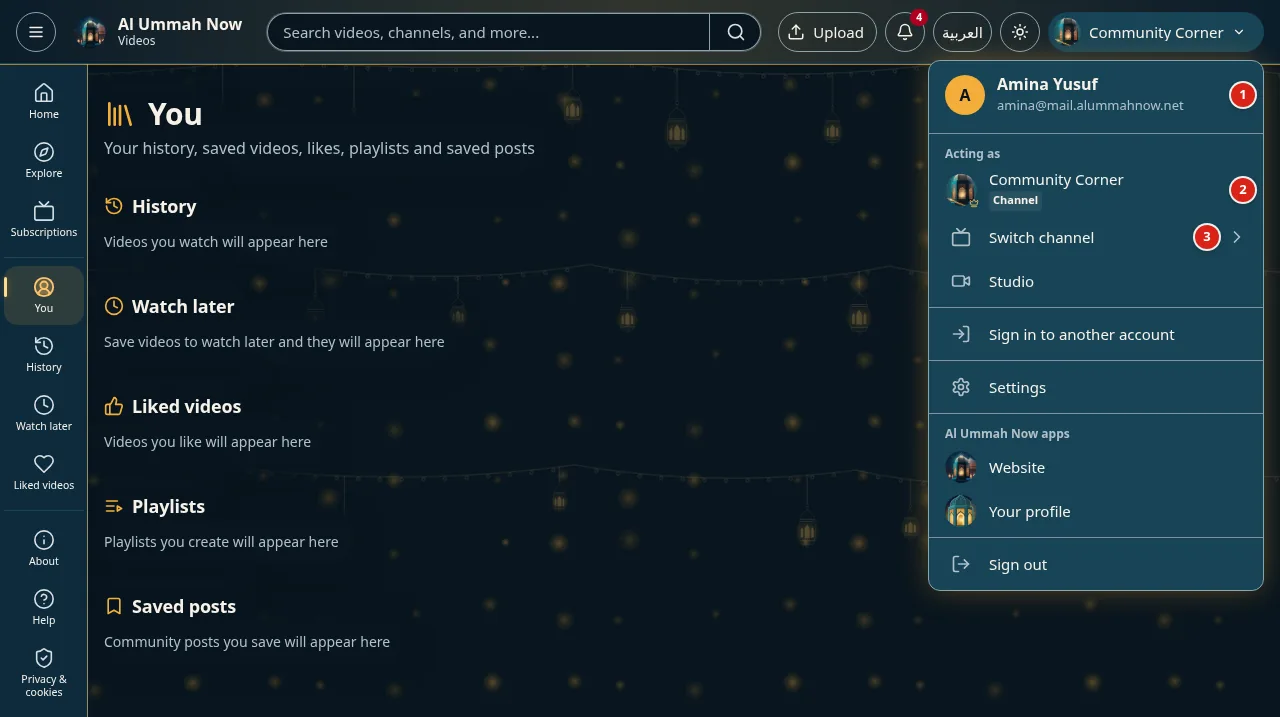 Al Ummah Now
Videos
Search videos, channels, and more...
Upload
4
العربية
Community Corner
Home
Explore
Subscriptions
You
History
Watch later
Liked videos
About
Help
Privacy &
cookies
You
Your history, saved videos, likes, playlists and saved posts
History
Videos you watch will appear here
Watch later
Save videos to watch later and they will appear here
Liked videos
Videos you like will appear here
Playlists
Playlists you create will appear here
Saved posts
Community posts you save will appear here
A
Amina Yusuf
amina@mail.alummahnow.net
1
Acting as
Community Corner
Channel
2
Switch channel
3
Studio
Sign in to another account
Settings
Al Ummah Now apps
Website
Your profile
Sign out